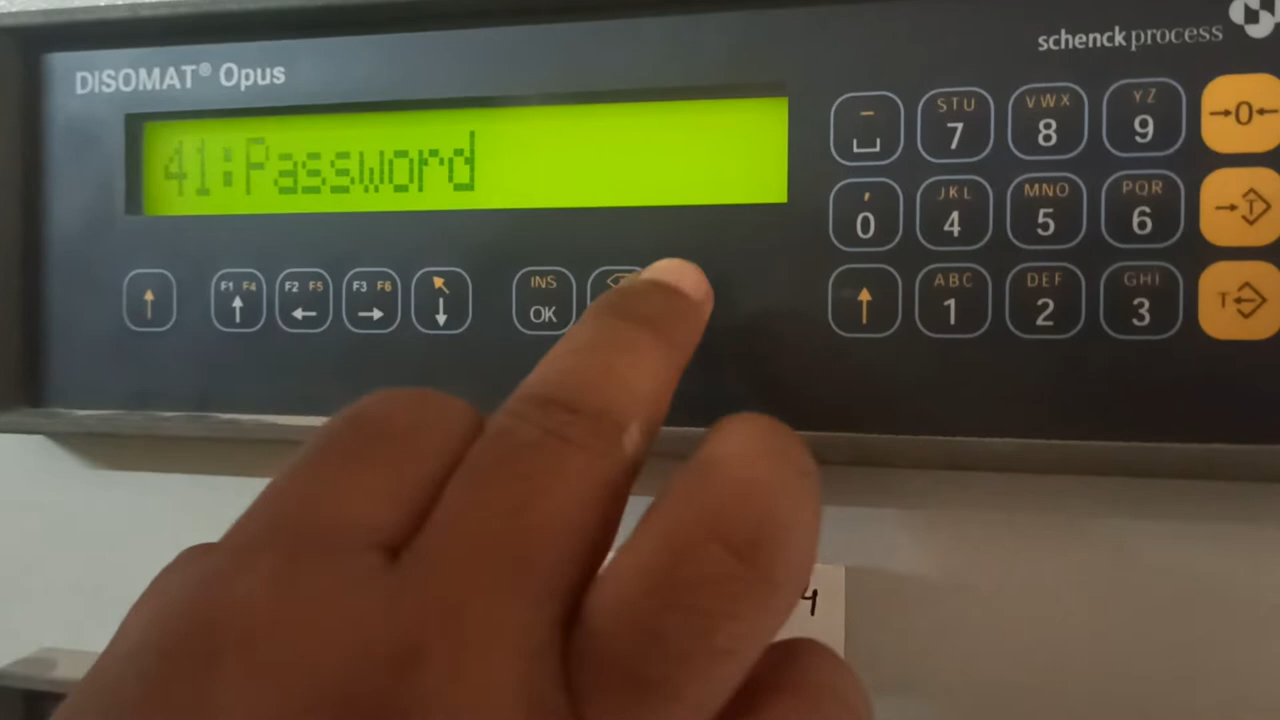 DISOMAT® Opus
schenck process
41:Password
F1 F4
F2 F5
F3 F6
INS
OK
STU
7
VWX
8
YZ
9
→0←
,
0
JKL
4
MNO
5
PQR
6
→T
ABC
1
DEF
2
GHI
3
T←
4